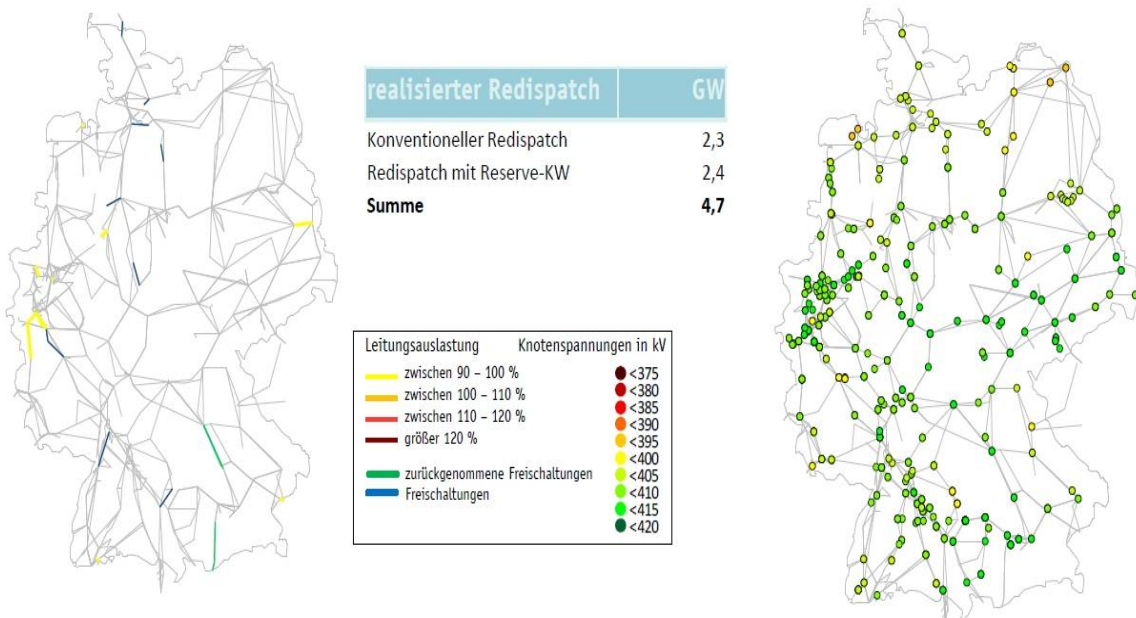 realisierter Redispatch GW
Konventioneller Redispatch 2,3
Redispatch mit Reserve-KW 2,4
Summe 4,7
Leitungsauslastung Knotenspannungen in kV
zwischen 90 – 100 % <375
zwischen 100 – 110 % <380
zwischen 110 – 120 % <385
größer 120 % <390
<395
<400
zurückgenommene Freischaltungen <405
Freischaltungen <410
<415
<420